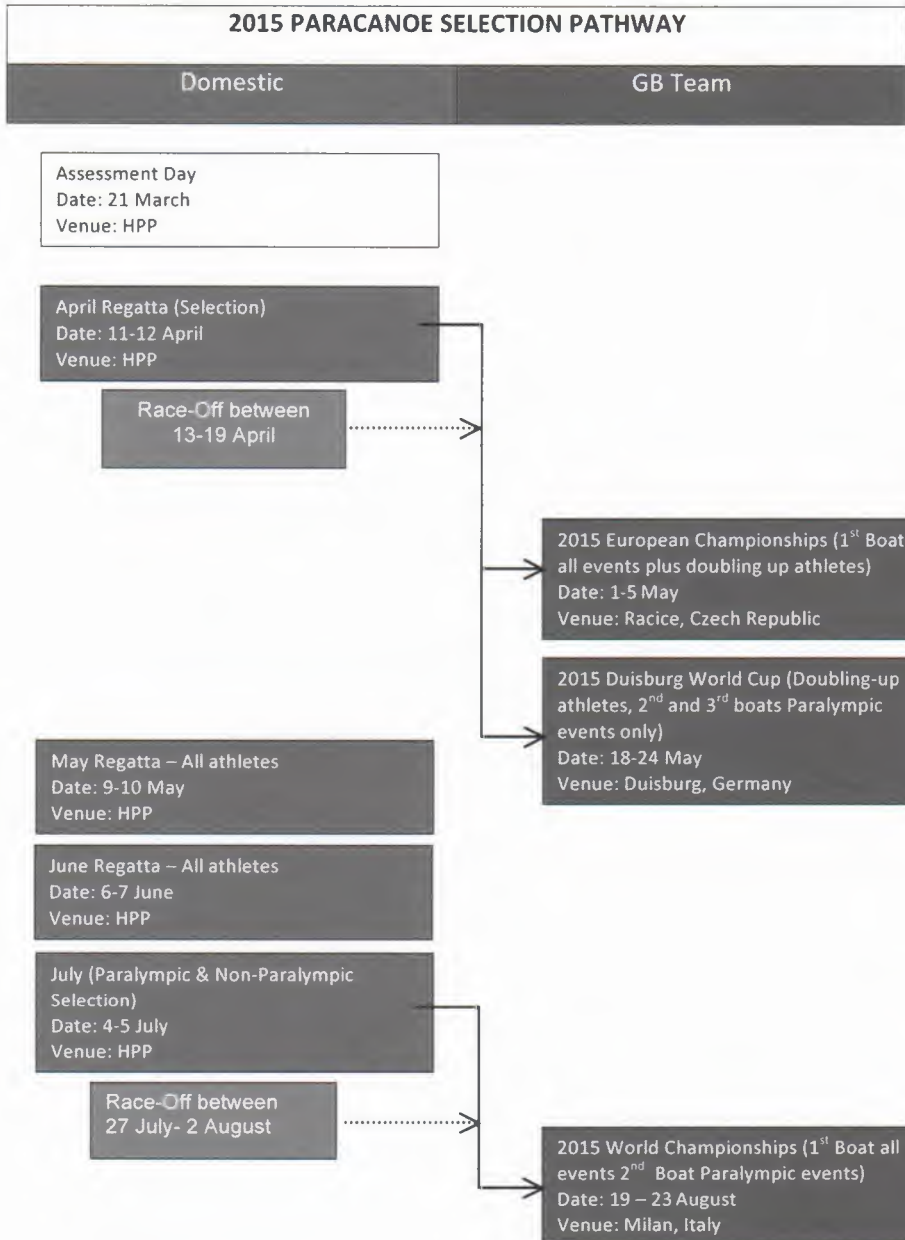 2015 PARACANOE SELECTION PATHWAY
Domestic
GB Team
Assessment Day
Date: 21 March
Venue: HPP
April Regatta (Selection)
Date: 11-12 April
Venue: HPP
Race-Off between
13-19 April
2015 European Championships (1st Boat
all events plus doubling up athletes)
Date: 1-5 May
Venue: Racice, Czech Republic
2015 Duisburg World Cup (Doubling-up
athletes, 2nd and 3rd boats Paralympic
events only)
Date: 18-24 May
Venue: Duisburg, Germany
May Regatta – All athletes
Date: 9-10 May
Venue: HPP
June Regatta – All athletes
Date: 6-7 June
Venue: HPP
July (Paralympic & Non-Paralympic
Selection)
Date: 4-5 July
Venue: HPP
Race-Off between
27 July- 2 August
2015 World Championships (1st Boat all
events 2nd Boat Paralympic events)
Date: 19 – 23 August
Venue: Milan, Italy